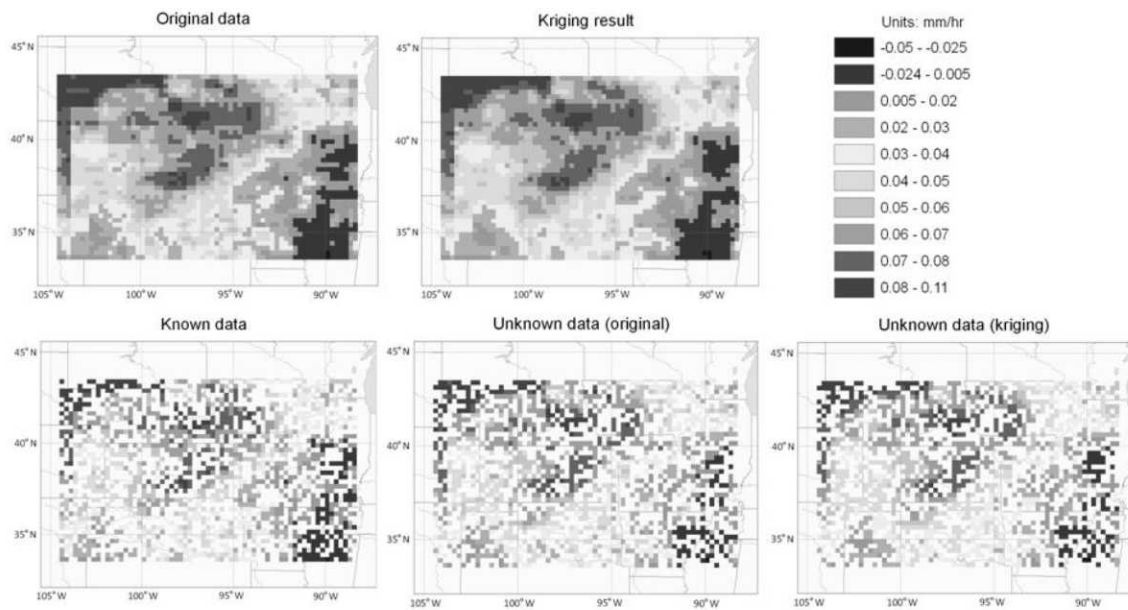 Original data
Kriging result
Units: mm/hr
-0.05 - -0.025
-0.024 - 0.005
0.005 - 0.02
0.02 - 0.03
0.03 - 0.04
0.04 - 0.05
0.05 - 0.06
0.06 - 0.07
0.07 - 0.08
0.08 - 0.11
45°N
40°N
35°N
105°W 100°W 95°W 90°W
45°N
40°N
35°N
105°W 100°W 95°W 90°W
Known data
Unknown data (original)
Unknown data (kriging)
45°N
40°N
35°N
105°W 100°W 95°W 90°W
45°N
40°N
35°N
105°W 100°W 95°W 90°W
45°N
40°N
35°N
105°W 100°W 95°W 90°W